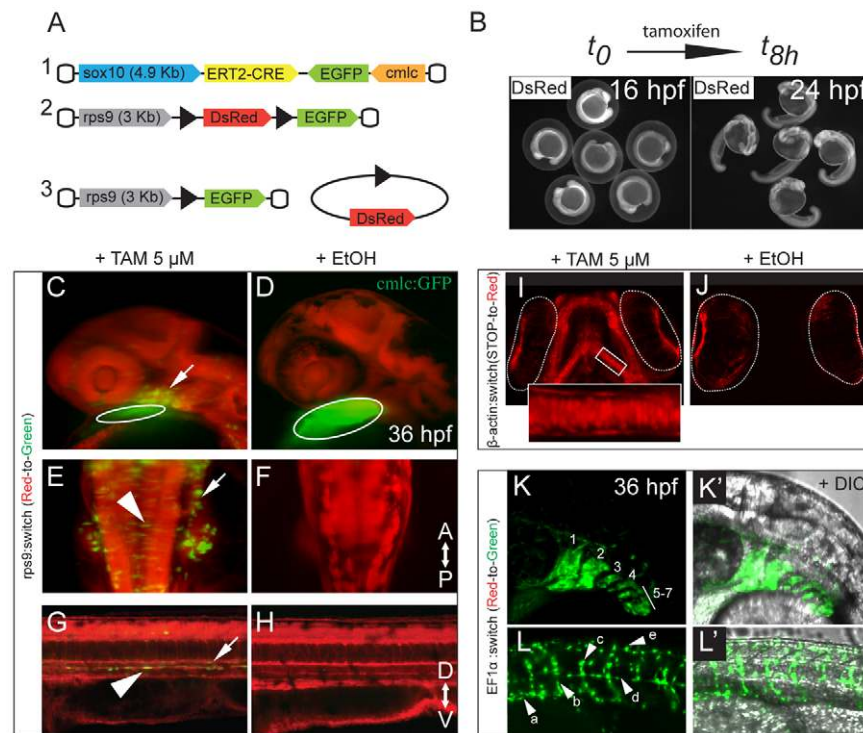 A
1 sox10 (4.9 Kb) ERT2-CRE EGFP cmlc
2 rps9 (3 Kb) DsRed EGFP
3 rps9 (3 Kb) EGFP DsRed
B
t0 tamoxifen t8h
DsRed 16 hpf DsRed 24 hpf
+ TAM 5 µM + EtOH
rps9:switch (Red-to-Green)
C D cmlc:GFP
36 hpf
E F
A
P
G H
D
V
+ TAM 5 µM + EtOH
β-actin:switch(STOP-to-Red)
I J
EF1α :switch (Red-to-Green)
K 36 hpf K' + DIC
1 2 3 4 5-7
L c e L'
a b d